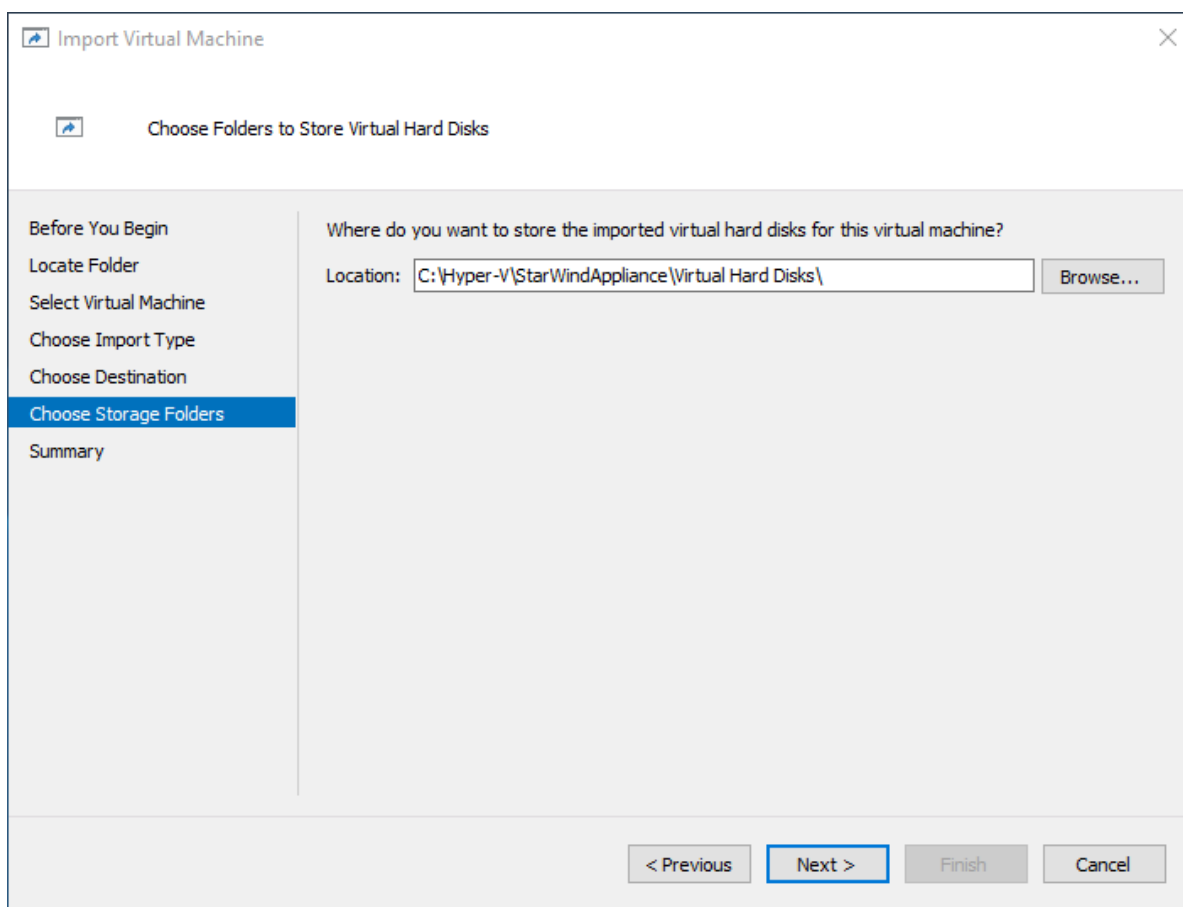 Import Virtual Machine
Choose Folders to Store Virtual Hard Disks
Before You Begin
Locate Folder
Select Virtual Machine
Choose Import Type
Choose Destination
Choose Storage Folders
Summary
Where do you want to store the imported virtual hard disks for this virtual machine?
Location: C:\Hyper-V\StarWindAppliance\Virtual Hard Disks\ Browse...
< Previous Next > Finish Cancel